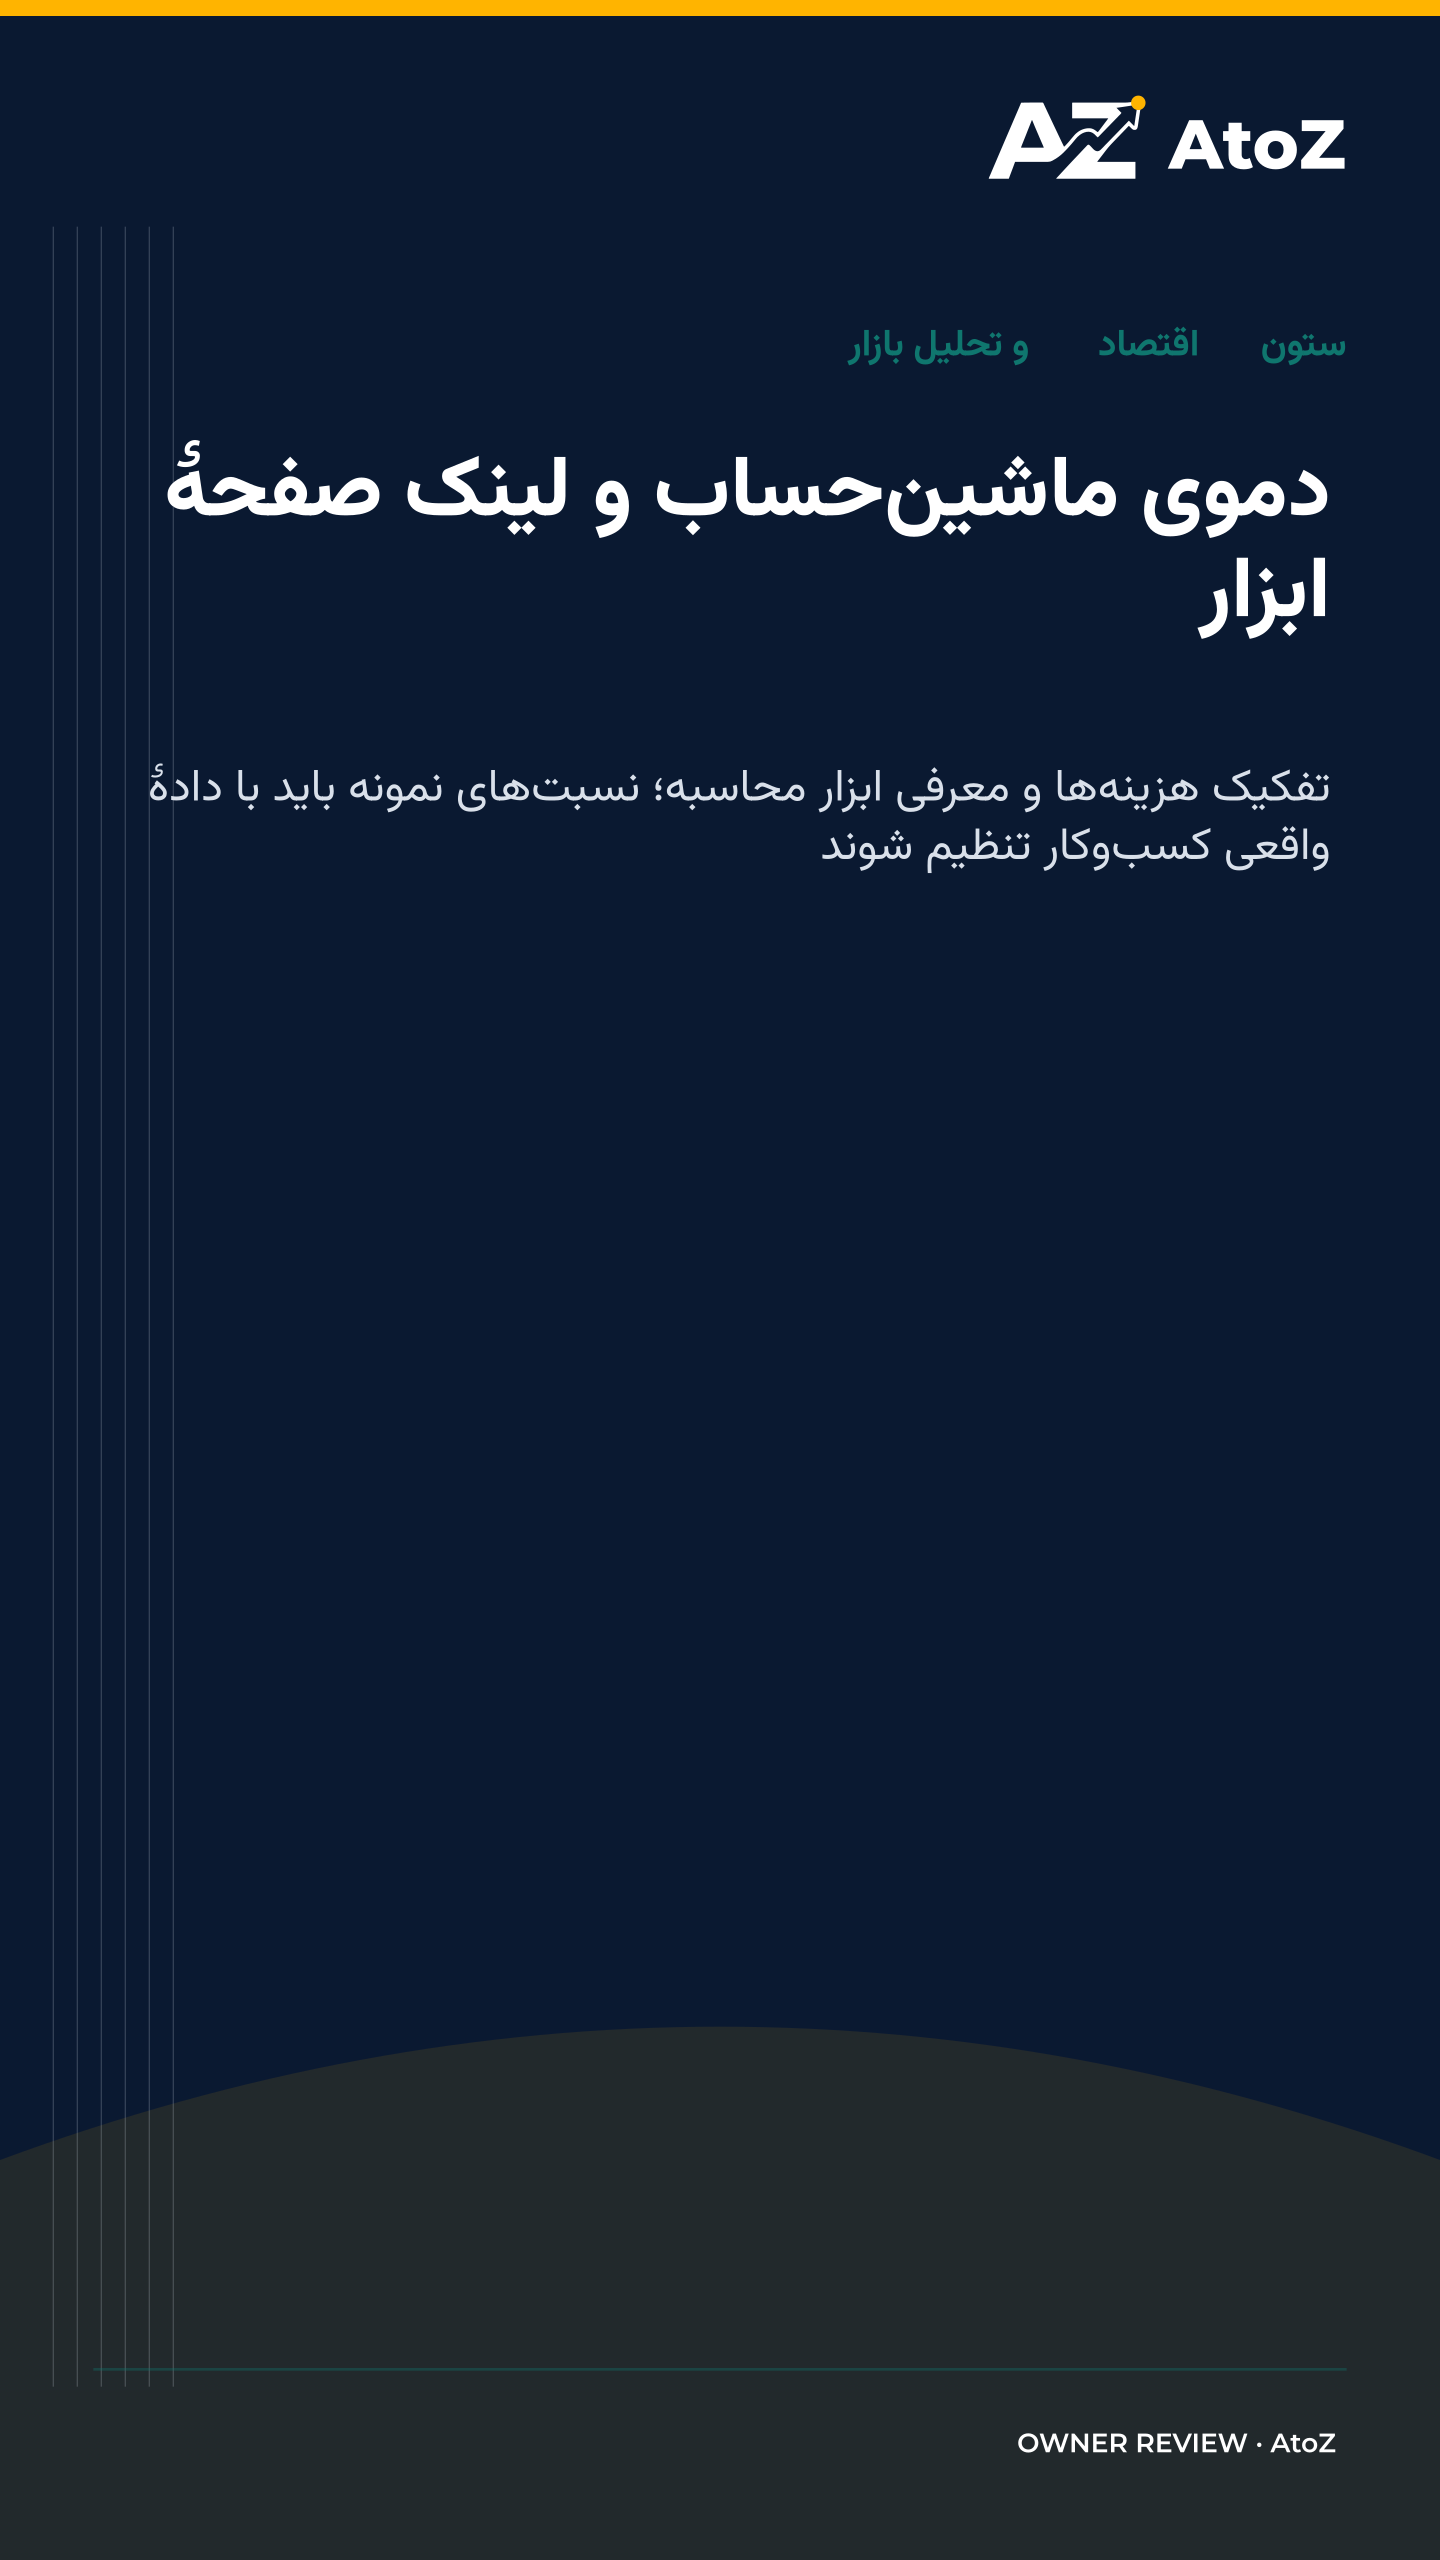 AZ AtoZ
ستون اقتصاد و تحلیل بازار
دموی ماشین‌حساب و لینک صفحهٔ
ابزار
تفکیک هزینه‌ها و معرفی ابزار محاسبه؛ نسبت‌های نمونه باید با دادهٔ
واقعی کسب‌وکار تنظیم شوند
OWNER REVIEW · AtoZ